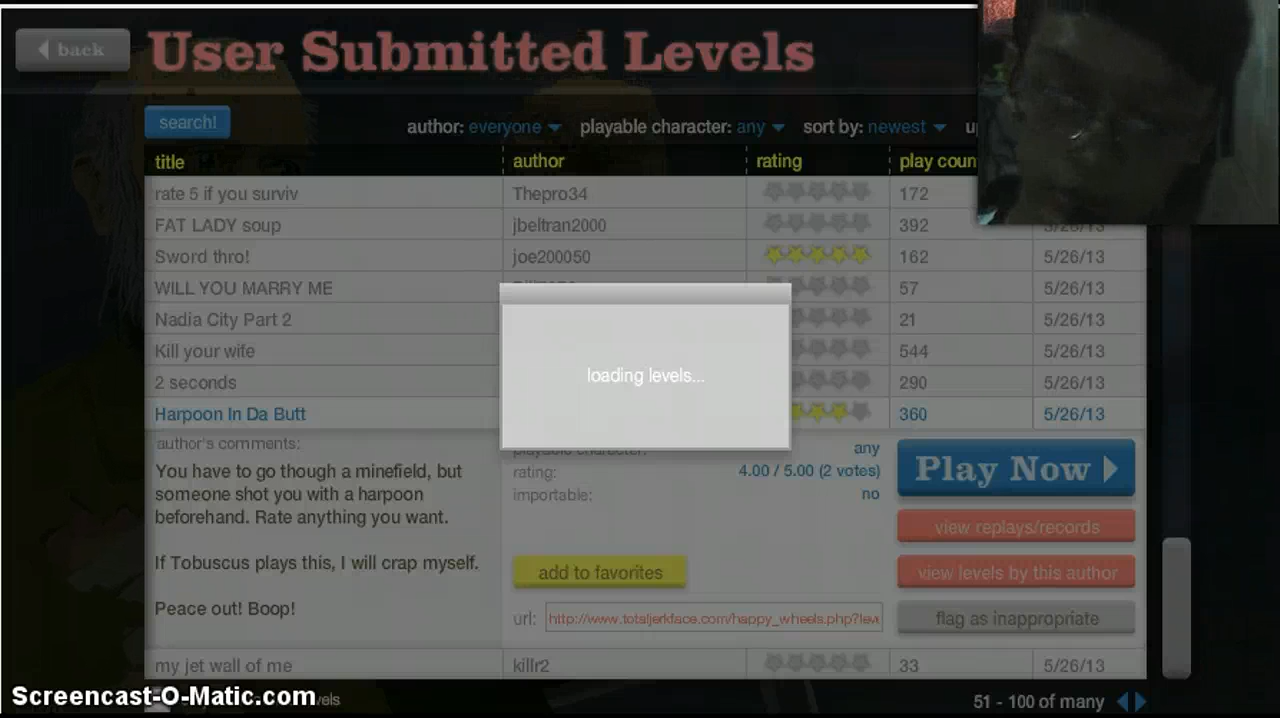 back
User Submitted Levels
search!
author: everyone playable character: any sort by: newest
title author rating play coun
rate 5 if you surviv Thepro34 172
FAT LADY soup jbeltran2000 392 5/26/13
Sword thro! joe200050 162 5/26/13
WILL YOU MARRY ME 57 5/26/13
Nadia City Part 2 21 5/26/13
Kill your wife 544 5/26/13
loading levels...
2 seconds 290 5/26/13
Harpoon In Da Butt 360 5/26/13
author's comments:
playable character: any
You have to go though a minefield, but
rating: 4.00 / 5.00 (2 votes)
Play Now
someone shot you with a harpoon
importable: no
beforehand. Rate anything you want.
view replays/records
If Tobuscus plays this, I will crap myself.
add to favorites
view levels by this author
Peace out! Boop!
url: http://www.totaljerkface.com/happy_wheels.php?lev
flag as inappropriate
my jet wall of me killr2 33 5/26/13
Screencast-O-Matic.com
51 - 100 of many